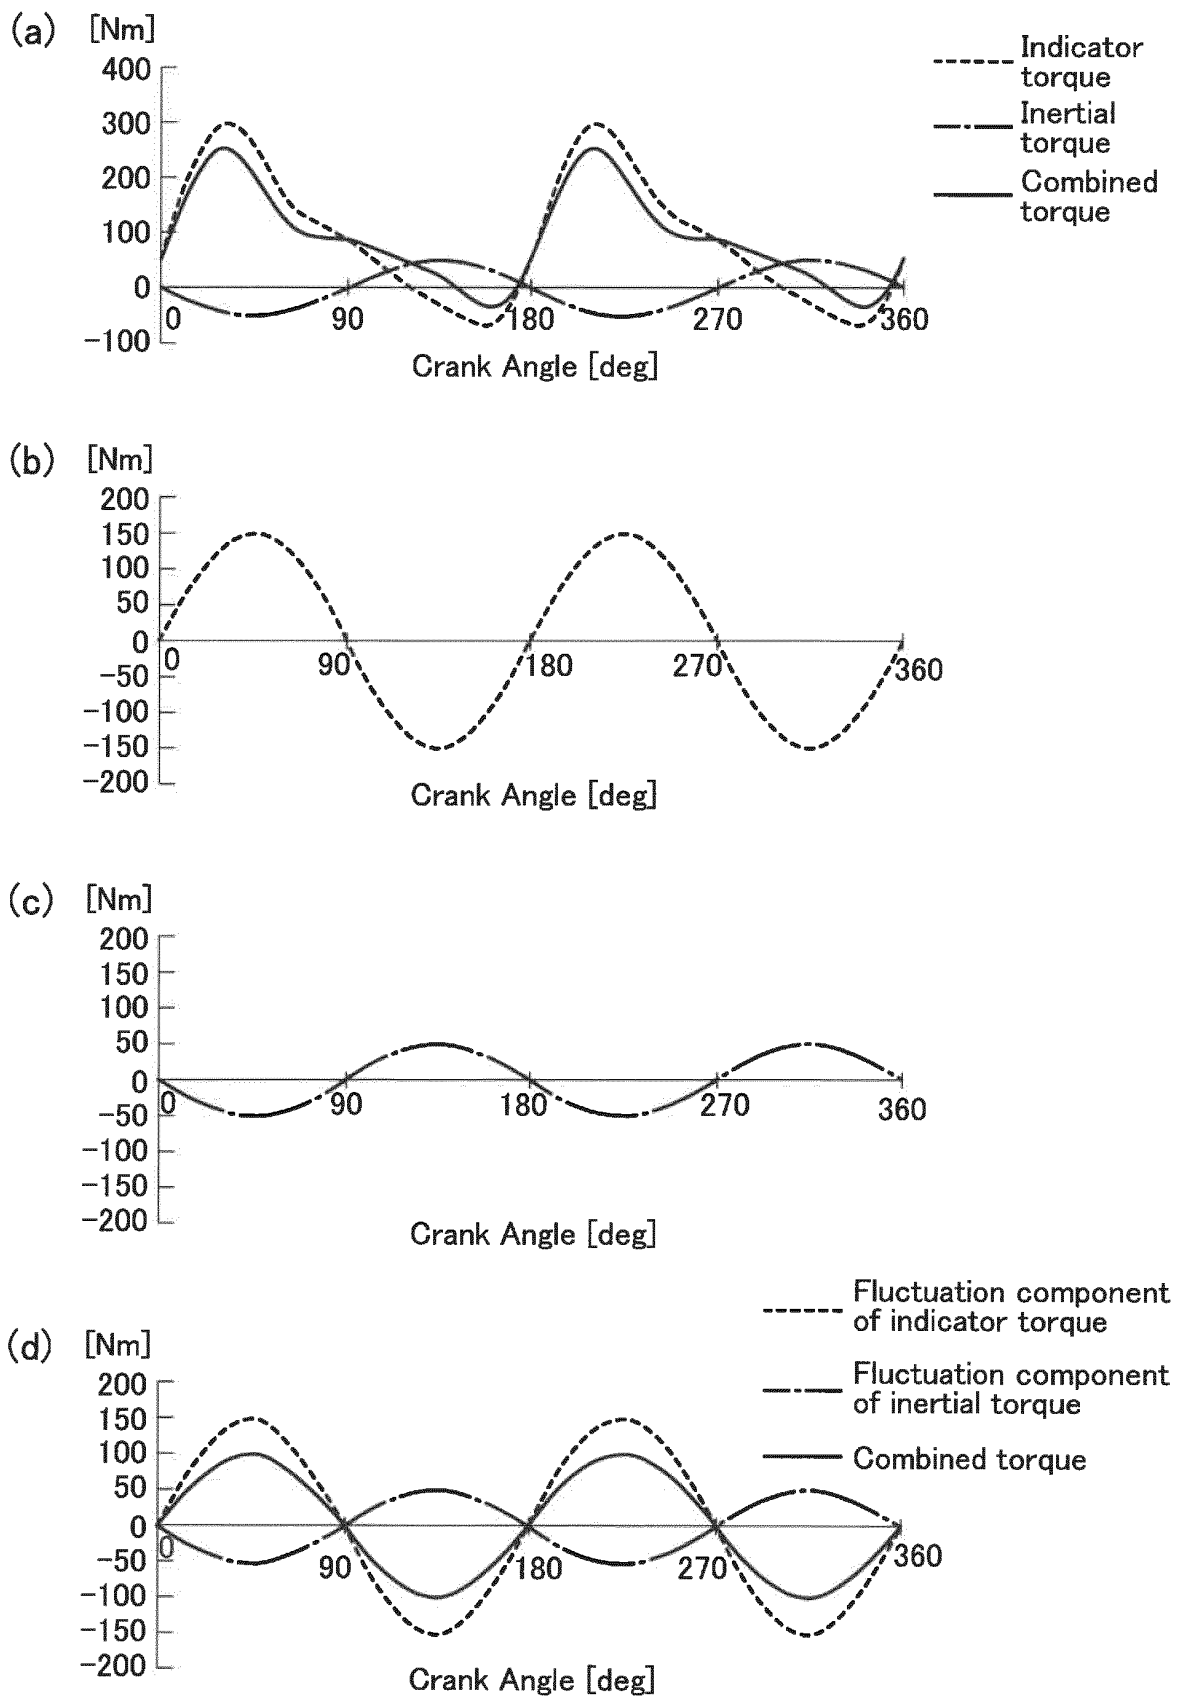 (a) [Nm]
400
300
200
100
0
-100
0 90 180 270 360
Crank Angle [deg]
Indicator
torque
Inertial
torque
Combined
torque
(b) [Nm]
200
150
100
50
0
-50
-100
-150
-200
0 90 180 270 360
Crank Angle [deg]
(c) [Nm]
200
150
100
50
0
-50
-100
-150
-200
0 90 180 270 360
Crank Angle [deg]
Fluctuation component
of indicator torque
Fluctuation component
of inertial torque
Combined torque
(d) [Nm]
200
150
100
50
0
-50
-100
-150
-200
0 90 180 270 360
Crank Angle [deg]